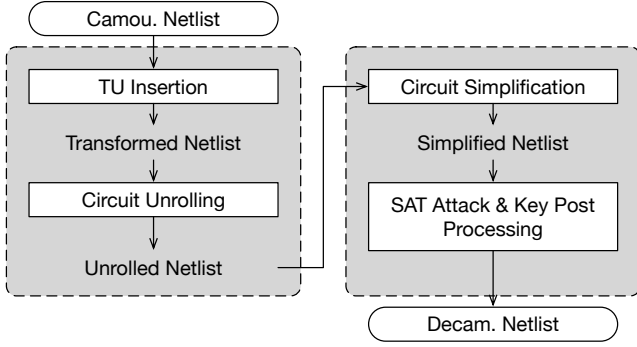 Camou. Netlist
TU Insertion
Transformed Netlist
Circuit Unrolling
Unrolled Netlist
Circuit Simplification
Simplified Netlist
SAT Attack & Key Post
Processing
Decam. Netlist